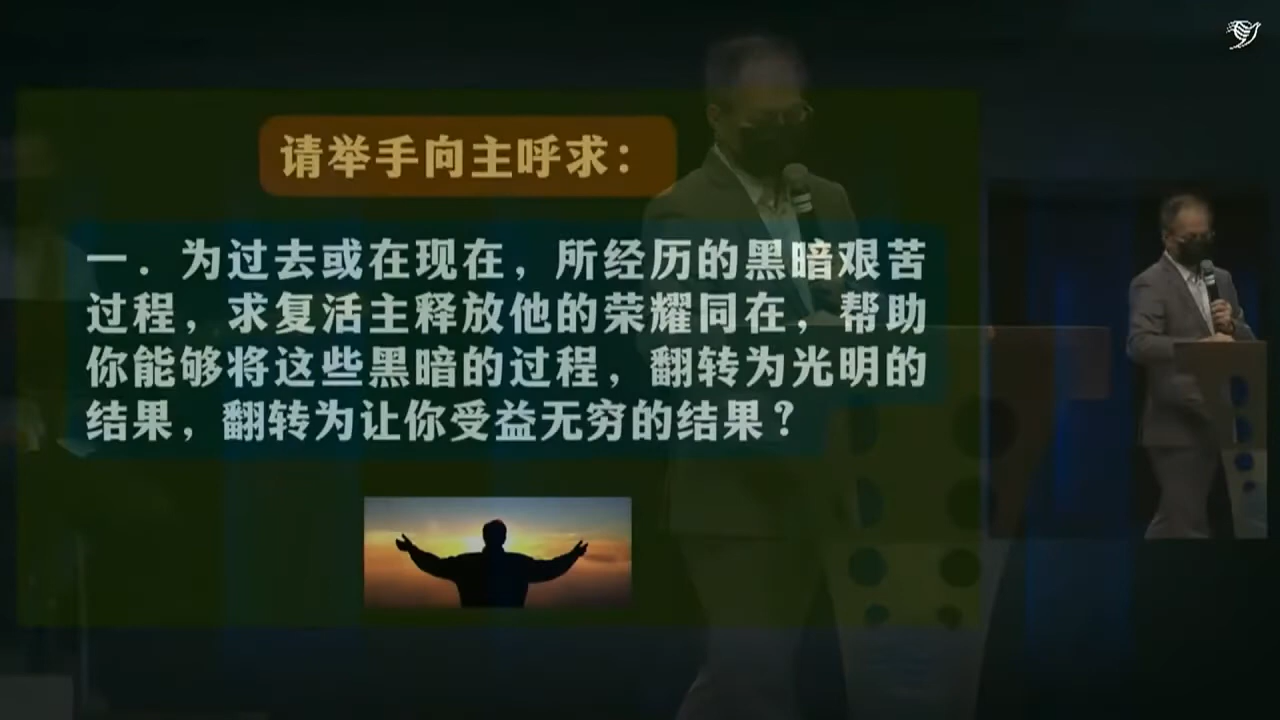 请举手向主呼求：
一．为过去或在现在，所经历的黑暗艰苦
过程，求复活主释放他的荣耀同在，帮助
你能够将这些黑暗的过程，翻转为光明的
结果，翻转为让你受益无穷的结果？